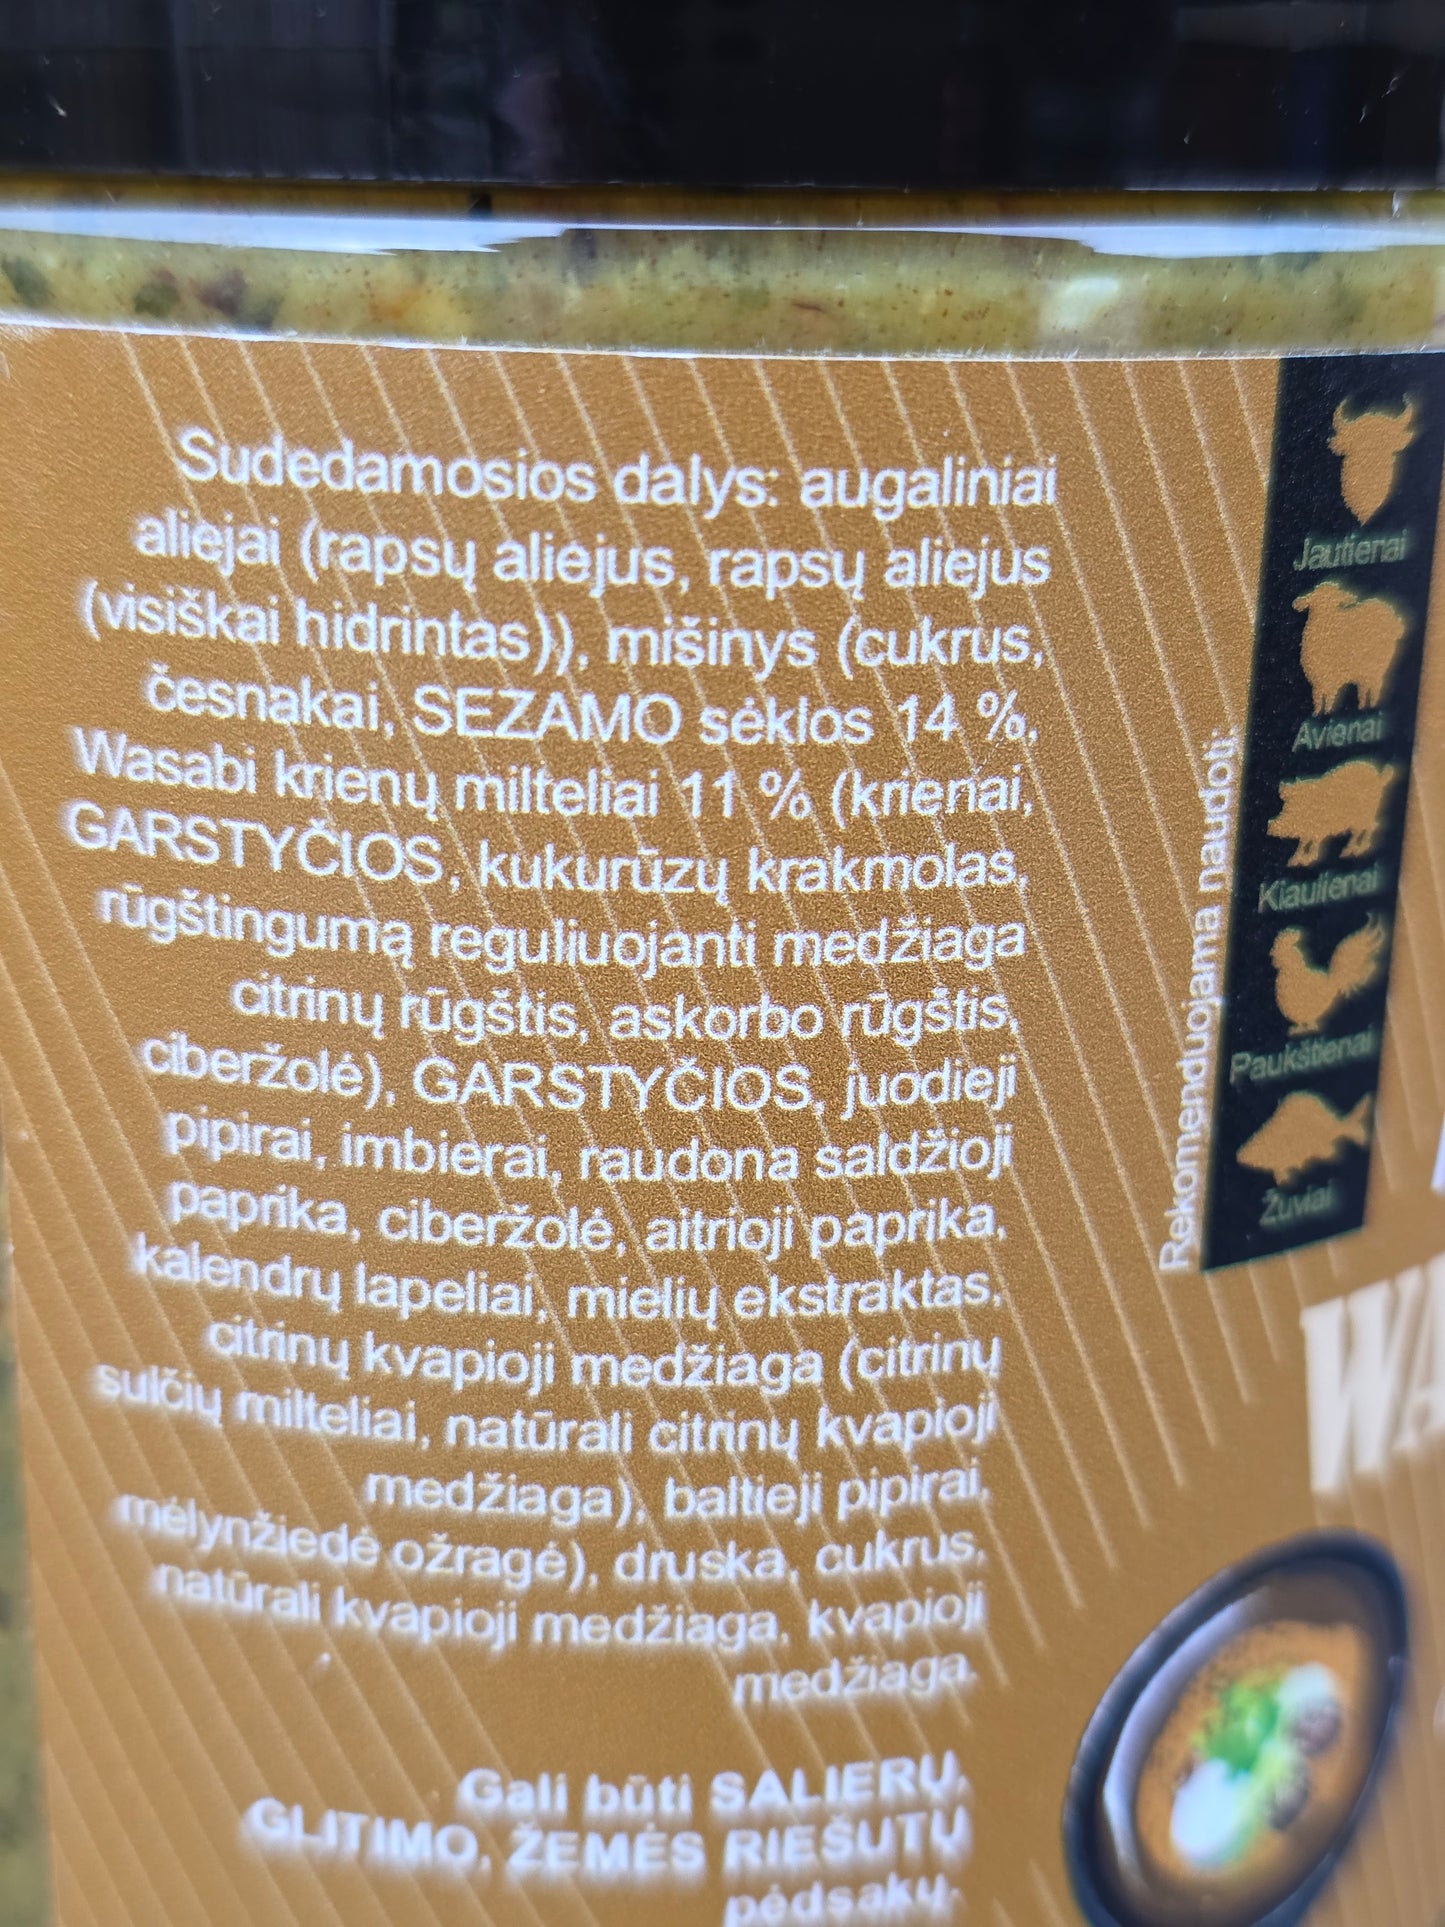 Sudedamosios dalys: augaliniai
aliejai (rapsų aliejus, rapsų aliejus
(visiškai hidrintas)), mišinys (cukrus,
česnakai, SEZAMO sėklos 14 %,
Wasabi krienų milteliai 11 % (krienai,
GARSTYČIOS, kukurūzų krakmolas,
rūgštingumą reguliuojanti medžiaga
citrinų rūgštis, askorbo rūgštis,
ciberžolė), GARSTYČIOS, juodieji
pipirai, imbierai, raudona saldžioji
paprika, ciberžolė, aitrioji paprika,
kalendrų lapeliai, mielių ekstraktas,
citrinų kvapioji medžiaga (citrinų
sulčių milteliai, natūrali citrinų kvapioji
medžiaga), baltieji pipirai,
mėlynžiedė ožragė), druska, cukrus,
natūrali kvapioji medžiaga, kvapioji
medžiaga.
Gali būti SALIERŲ,
GLITIMO, ŽEMĖS RIEŠUTŲ
pėdsakų.
Rekomenduojama naudoti:
Jautienai
Avienai
Kiaulienai
Paukštienai
Žuviai
WA